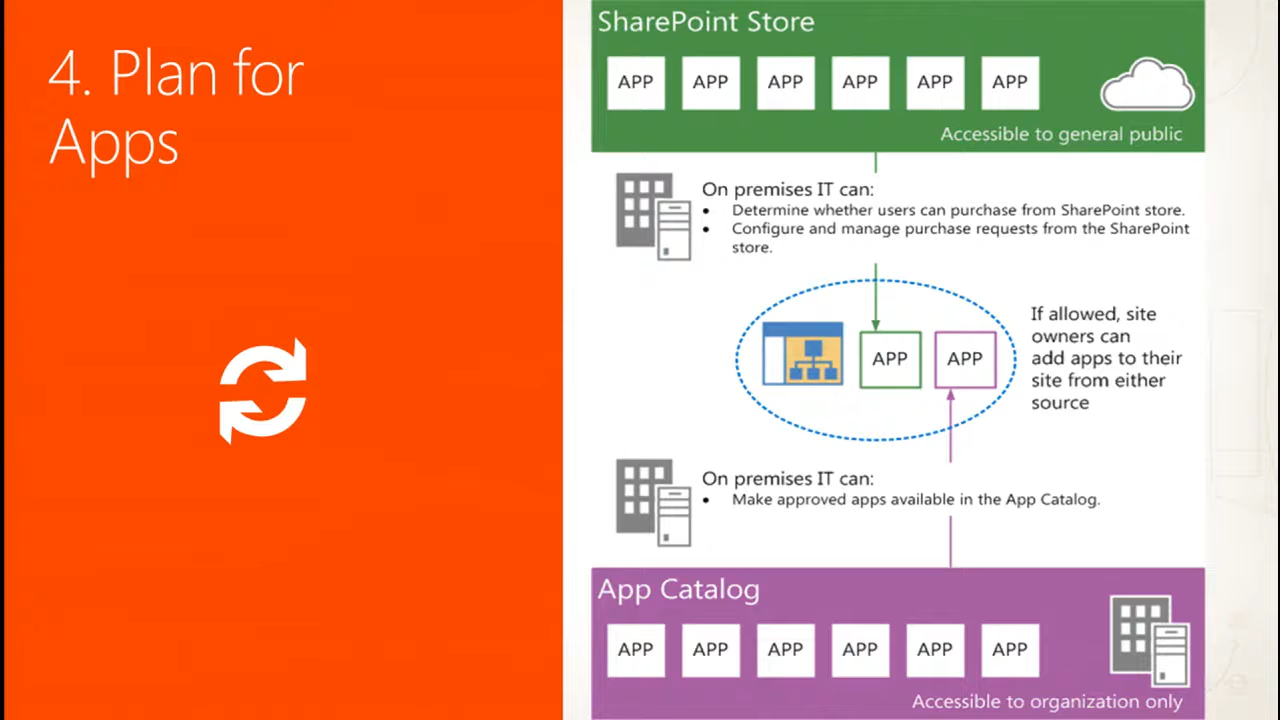 4. Plan for
Apps
SharePoint Store
APP APP APP APP APP APP
Accessible to general public
On premises IT can:
• Determine whether users can purchase from SharePoint store.
• Configure and manage purchase requests from the SharePoint
store.
APP APP
If allowed, site
owners can
add apps to their
site from either
source
On premises IT can:
• Make approved apps available in the App Catalog.
App Catalog
APP APP APP APP APP APP
Accessible to organization only